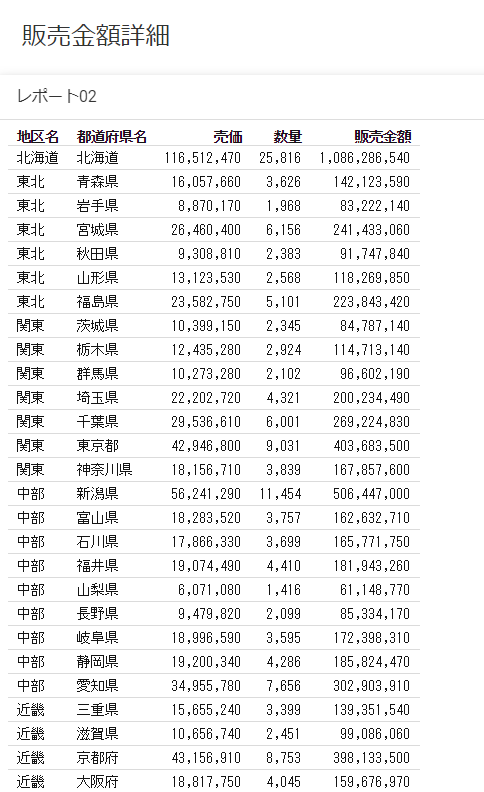 販売金額詳細
レポート02
地区名 都道府県名 売価 数量 販売金額
北海道 北海道 116,512,470 25,816 1,086,286,540
東北 青森県 16,057,660 3,626 142,123,590
東北 岩手県 8,870,170 1,968 83,222,140
東北 宮城県 26,460,400 6,156 241,433,060
東北 秋田県 9,308,810 2,383 91,747,840
東北 山形県 13,123,530 2,568 118,269,850
東北 福島県 23,582,750 5,101 223,843,420
関東 茨城県 10,399,150 2,345 84,787,140
関東 栃木県 12,435,280 2,924 114,713,140
関東 群馬県 10,273,280 2,102 96,602,190
関東 埼玉県 22,202,720 4,321 200,234,490
関東 千葉県 29,536,610 6,001 269,224,830
関東 東京都 42,946,800 9,031 403,683,500
関東 神奈川県 18,156,710 3,839 167,857,600
中部 新潟県 56,241,290 11,454 506,447,000
中部 富山県 18,283,520 3,757 162,632,710
中部 石川県 17,866,330 3,699 165,771,750
中部 福井県 19,074,490 4,410 181,943,260
中部 山梨県 6,071,080 1,416 61,148,770
中部 長野県 9,479,820 2,099 85,334,170
中部 岐阜県 18,996,590 3,595 172,398,310
中部 静岡県 19,200,340 4,286 185,824,470
中部 愛知県 34,955,780 7,656 302,903,910
近畿 三重県 15,655,240 3,399 139,351,540
近畿 滋賀県 10,656,740 2,451 99,086,060
近畿 京都府 43,156,910 8,753 398,133,500
近畿 大阪府 18,817,750 4,045 159,676,970